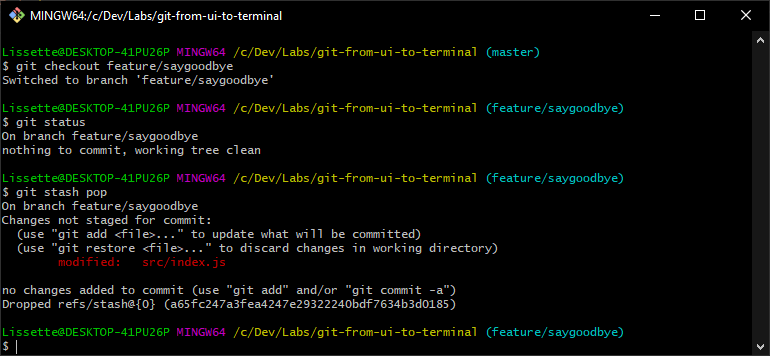 MINGW64:/c/Dev/Labs/git-from-ui-to-terminal
Lissette@DESKTOP-41PU26P MINGW64 /c/Dev/Labs/git-from-ui-to-terminal (master)
$ git checkout feature/saygoodbye
Switched to branch 'feature/saygoodbye'
Lissette@DESKTOP-41PU26P MINGW64 /c/Dev/Labs/git-from-ui-to-terminal (feature/saygoodbye)
$ git status
On branch feature/saygoodbye
nothing to commit, working tree clean
Lissette@DESKTOP-41PU26P MINGW64 /c/Dev/Labs/git-from-ui-to-terminal (feature/saygoodbye)
$ git stash pop
On branch feature/saygoodbye
Changes not staged for commit:
  (use "git add <file>..." to update what will be committed)
  (use "git restore <file>..." to discard changes in working directory)
        modified:   src/index.js
no changes added to commit (use "git add" and/or "git commit -a")
Dropped refs/stash@{0} (a65fc247a3fea4247e29322240bdf7634b3d0185)
Lissette@DESKTOP-41PU26P MINGW64 /c/Dev/Labs/git-from-ui-to-terminal (feature/saygoodbye)
$